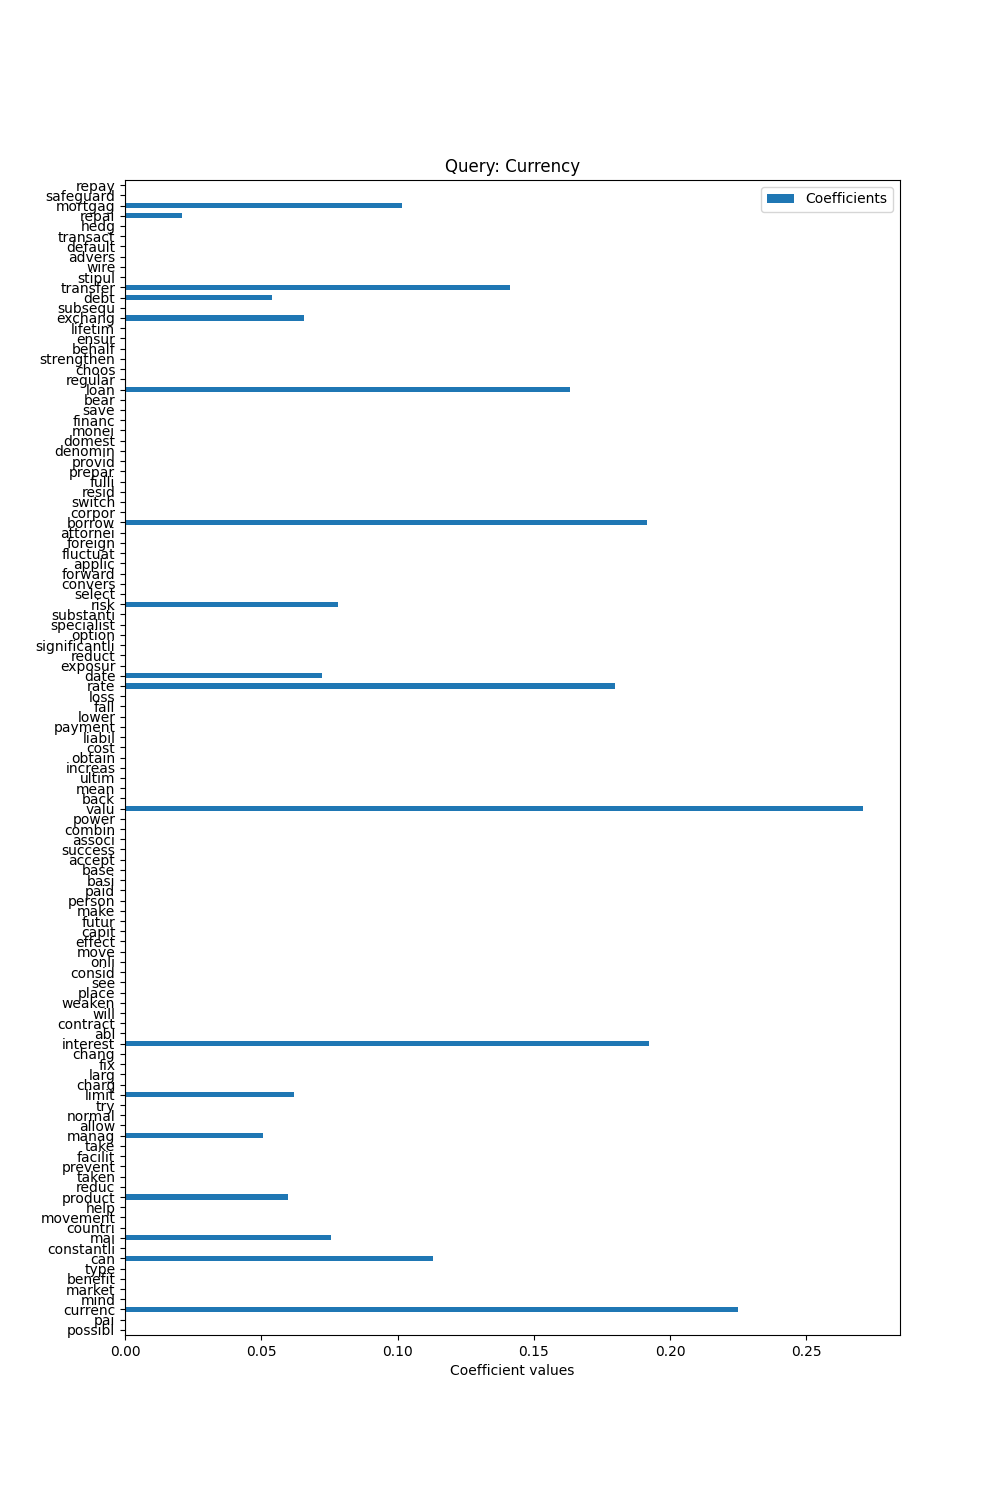 Query: Currency
Coefficients
repay
safeguard
mortgag
repai
hedg
transact
default
advers
wire
stipul
transfer
debt
subsequ
exchang
lifetim
ensur
behalf
strengthen
choos
regular
loan
bear
save
financ
monei
domest
denomin
provid
prepar
fulli
resid
switch
corpor
borrow
attornei
foreign
fluctuat
applic
forward
convers
select
risk
substanti
specialist
option
significantli
reduct
exposur
date
rate
loss
fall
lower
payment
liabil
cost
obtain
increas
ultim
mean
back
valu
power
combin
associ
success
accept
base
basi
paid
person
make
futur
capit
effect
move
onli
consid
see
place
weaken
will
contract
abl
interest
chang
fix
larg
charg
limit
try
normal
allow
manag
take
facilit
prevent
taken
reduc
product
help
movement
countri
mai
constantli
can
type
benefit
market
mind
currenc
pai
possibl
0.00 0.05 0.10 0.15 0.20 0.25
Coefficient values